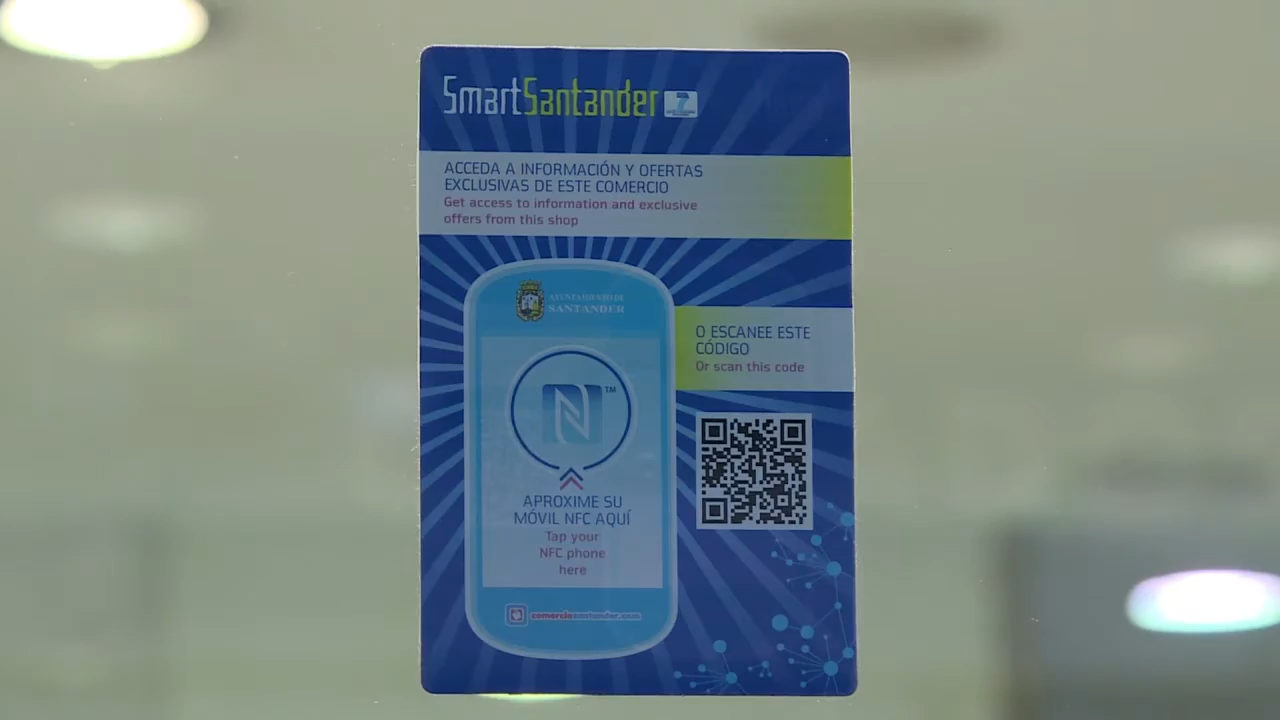 SmartSantander
ACCEDA A INFORMACIÓN Y OFERTAS
EXCLUSIVAS DE ESTE COMERCIO
Get access to information and exclusive
offers from this shop
AYUNTAMIENTO DE
SANTANDER
O ESCANEE ESTE
CÓDIGO
Or scan this code
TM
APROXIME SU
MÓVIL NFC AQUÍ
Tap your
NFC phone
here
comerciosantander.com